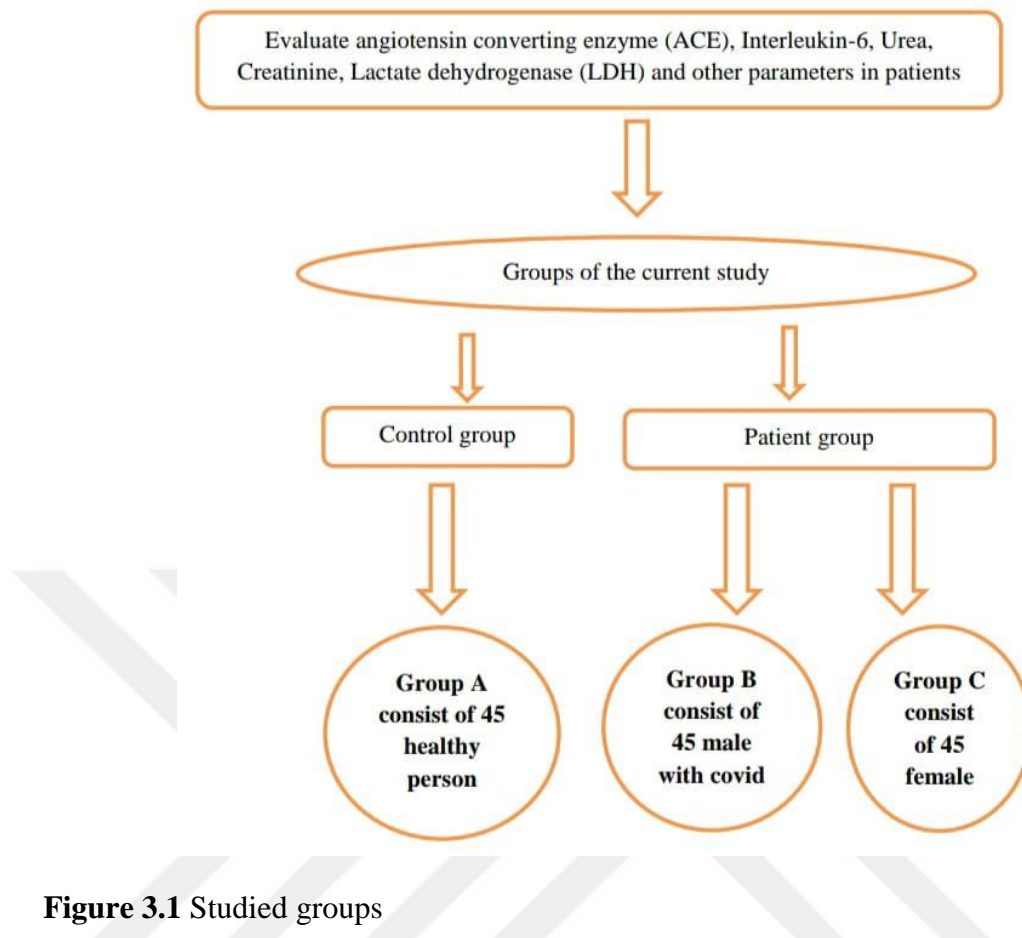 Evaluate angiotensin converting enzyme (ACE), Interleukin-6, Urea,
Creatinine, Lactate dehydrogenase (LDH) and other parameters in patients
Groups of the current study
Control group
Patient group
Group A
consist of 45
healthy
person
Group B
consist of
45 male
with covid
Group C
consist
of 45
female
Figure 3.1 Studied groups